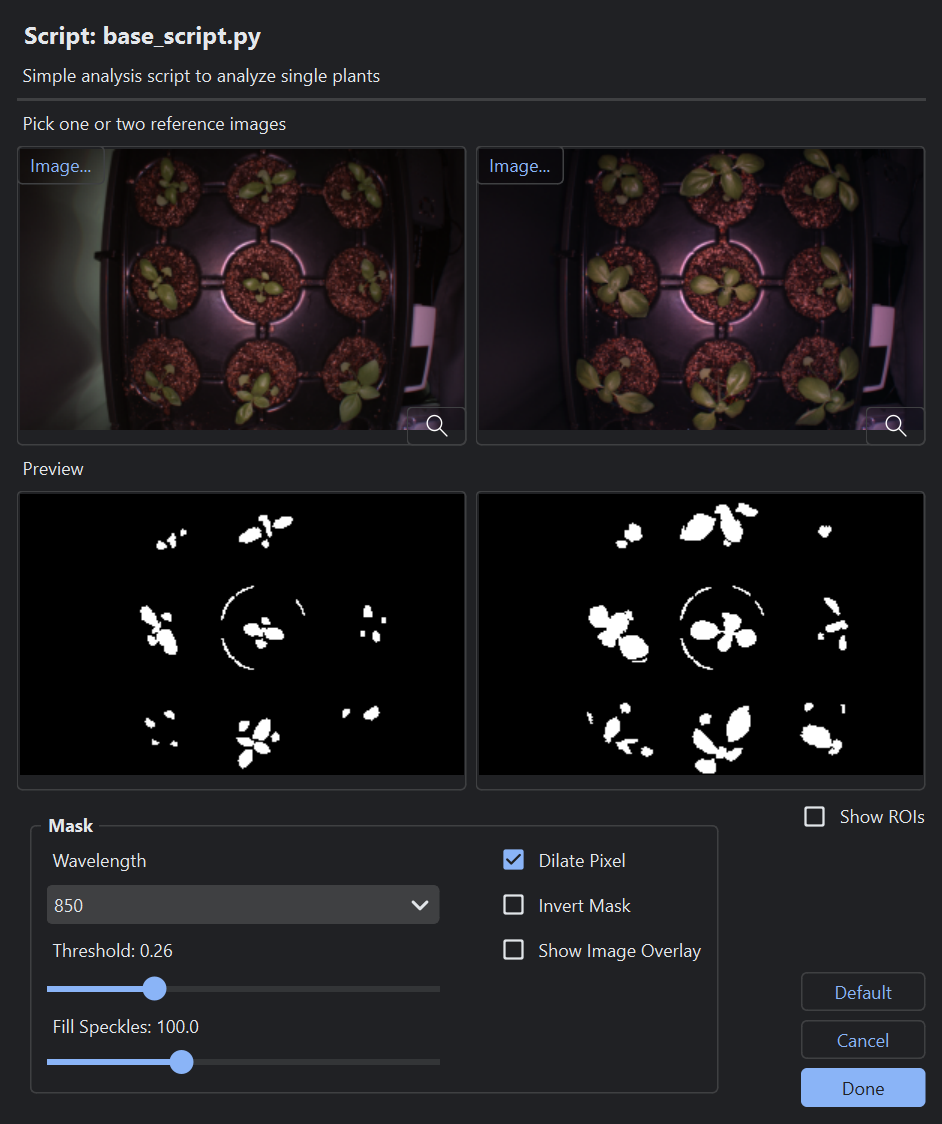 Script: base_script.py
Simple analysis script to analyze single plants
Pick one or two reference images
Image... Image...
Preview
Show ROIs
Mask
Wavelength
Dilate Pixel
850
Invert Mask
Threshold: 0.26
Show Image Overlay
Default
Fill Speckles: 100.0
Cancel
Done